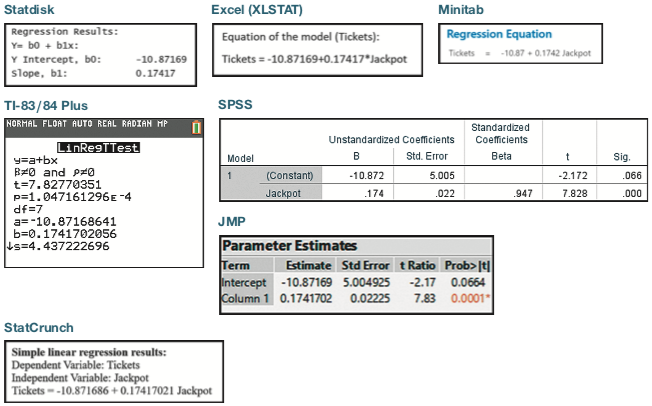 Statdisk
Regression Results:
Y= b0 + b1x:
Y Intercept, b0: -10.87169
Slope, b1: 0.17417
Excel (XLSTAT)
Equation of the model (Tickets):
Tickets = -10.87169+0.17417*Jackpot
Minitab
Regression Equation
Tickets = -10.87 + 0.1742 Jackpot
TI-83/84 Plus
NORMAL FLOAT AUTO REAL RADIAN MP
LinRegTTest
y=a+bx
β≠0 and ρ≠0
t=7.82770351
p=1.047161296E-4
df=7
a=-10.87168641
b=0.1741702056
↓s=4.437222696
SPSS
Unstandardized Coefficients Standardized Coefficients
Model B Std. Error Beta t Sig.
1 (Constant) -10.872 5.005 -2.172 .066
Jackpot .174 .022 .947 7.828 .000
JMP
Parameter Estimates
Term Estimate Std Error t Ratio Prob>|t|
Intercept -10.87169 5.004925 -2.17 0.0664
Column 1 0.1741702 0.02225 7.83 0.0001*
StatCrunch
Simple linear regression results:
Dependent Variable: Tickets
Independent Variable: Jackpot
Tickets = -10.871686 + 0.17417021 Jackpot